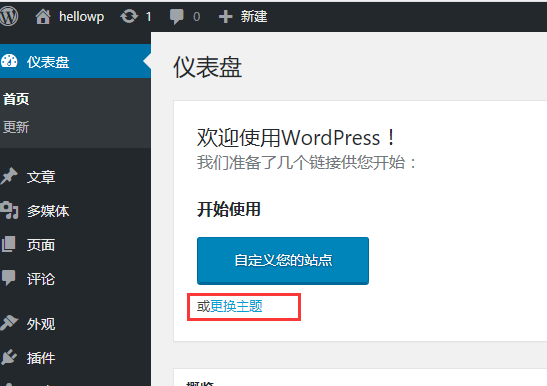 hellowp 1 0 新建
仪表盘
首页
更新
文章
多媒体
页面
评论
外观
插件
仪表盘
欢迎使用WordPress！
我们准备了几个链接供您开始：
开始使用
自定义您的站点
或更换主题
概览